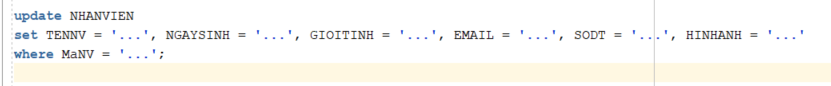 update NHANVIEN
set TENNV = '...', NGAYSINH = '...', GIOITINH = '...', EMAIL = '...', SODT = '...', HINHANH = '...'
where MaNV = '...';